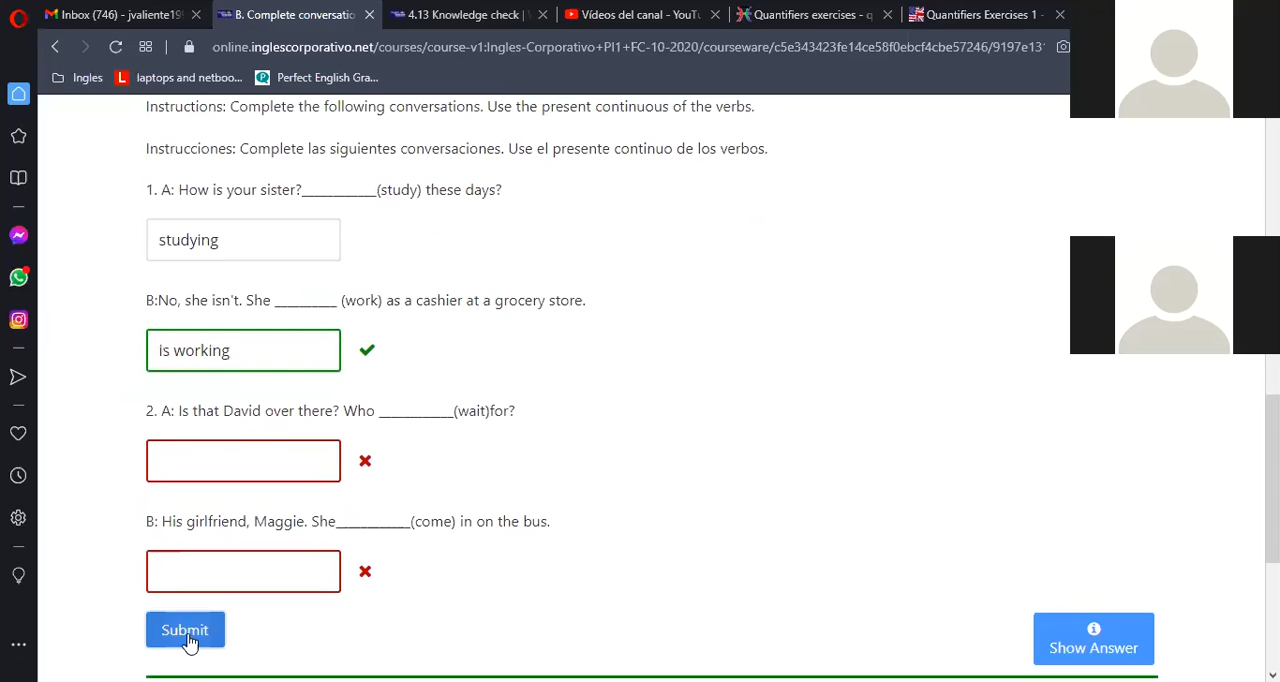 Inbox (746) - jvaliente19
B. Complete conversatio
4.13 Knowledge check |
Vídeos del canal - YouTu
Quantifiers exercises - q
Quantifiers Exercises 1 -
online.inglescorporativo.net/courses/course-v1:Ingles-Corporativo+PI1+FC-10-2020/courseware/c5e343423fe14ce58f0ebcf4cbe57246/9197e131
Ingles
laptops and netboo...
Perfect English Gra...
Instructions: Complete the following conversations. Use the present continuous of the verbs.
Instrucciones: Complete las siguientes conversaciones. Use el presente continuo de los verbos.
1. A: How is your sister?___________(study) these days?
studying
B:No, she isn't. She _________ (work) as a cashier at a grocery store.
is working
2. A: Is that David over there? Who ___________(wait)for?
B: His girlfriend, Maggie. She___________(come) in on the bus.
Submit
Show Answer